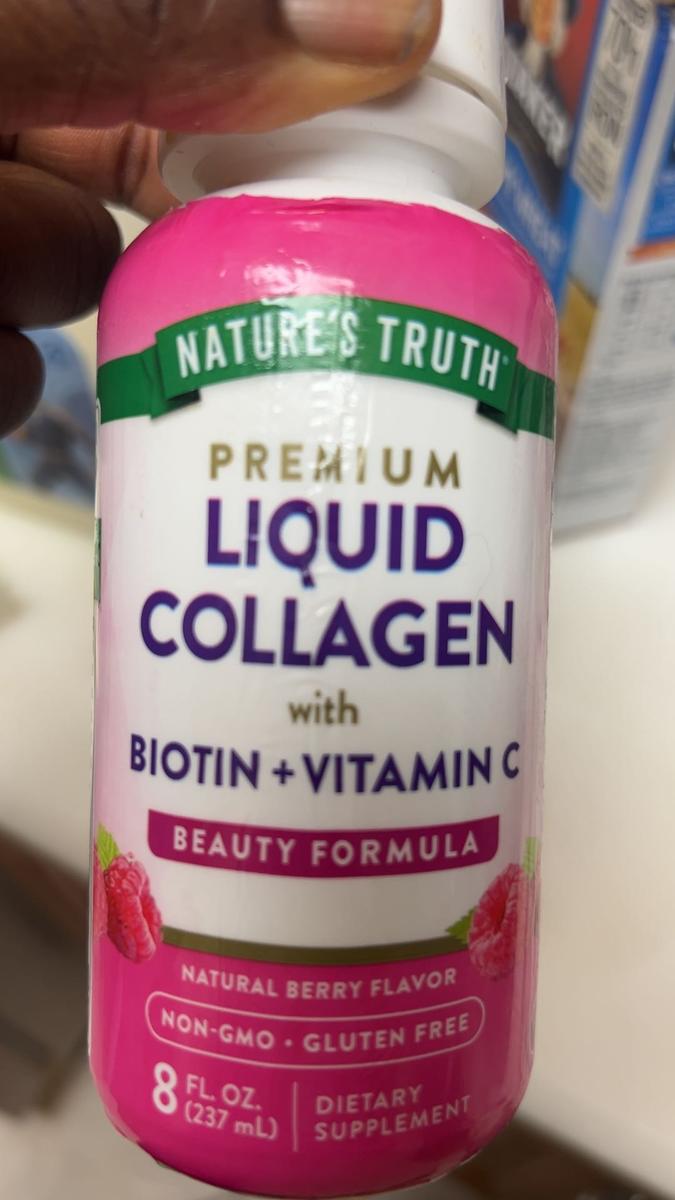 NATURE'S TRUTH®
PREMIUM
LIQUID
COLLAGEN
with
BIOTIN + VITAMIN C
BEAUTY FORMULA
NATURAL BERRY FLAVOR
NON-GMO • GLUTEN FREE
8 FL. OZ.
(237 mL)
DIETARY
SUPPLEMENT